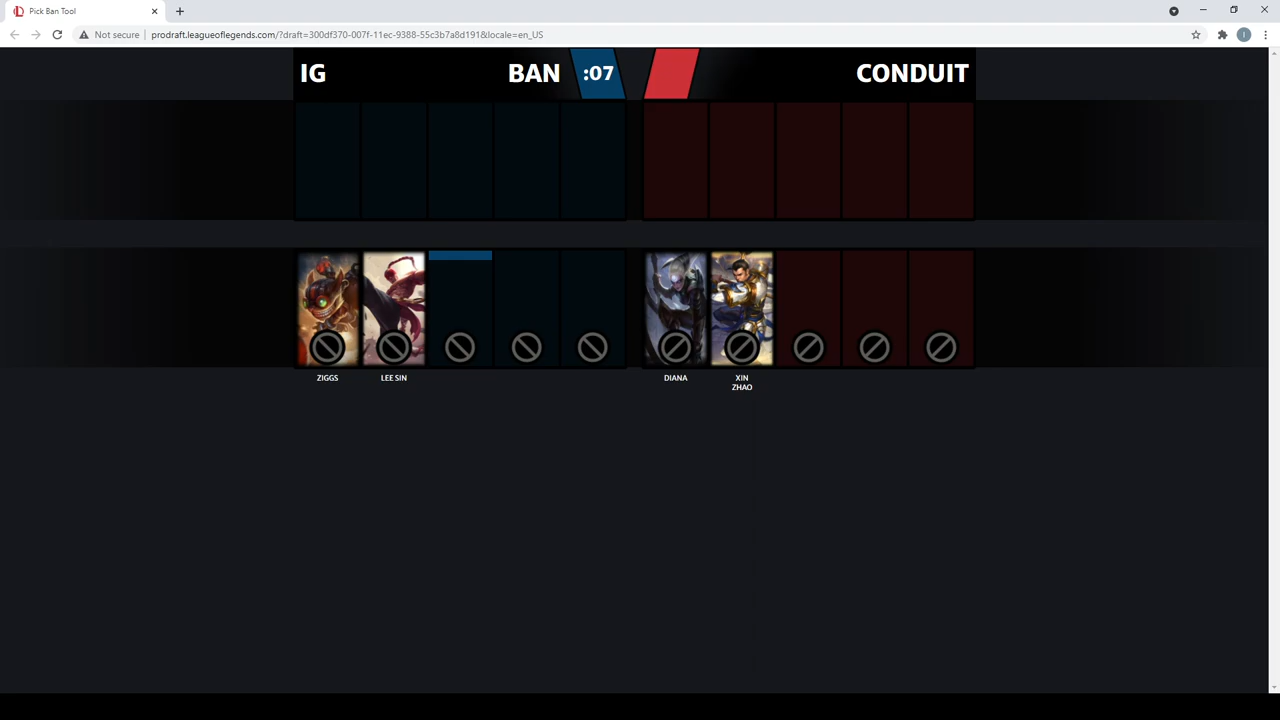 Pick Ban Tool
Not secure
prodraft.leagueoflegends.com/?draft=300df370-007f-11ec-9388-55c3b7a8d191&locale=en_US
IG
BAN
:07
CONDUIT
ZIGGS
LEE SIN
DIANA
XIN
ZHAO